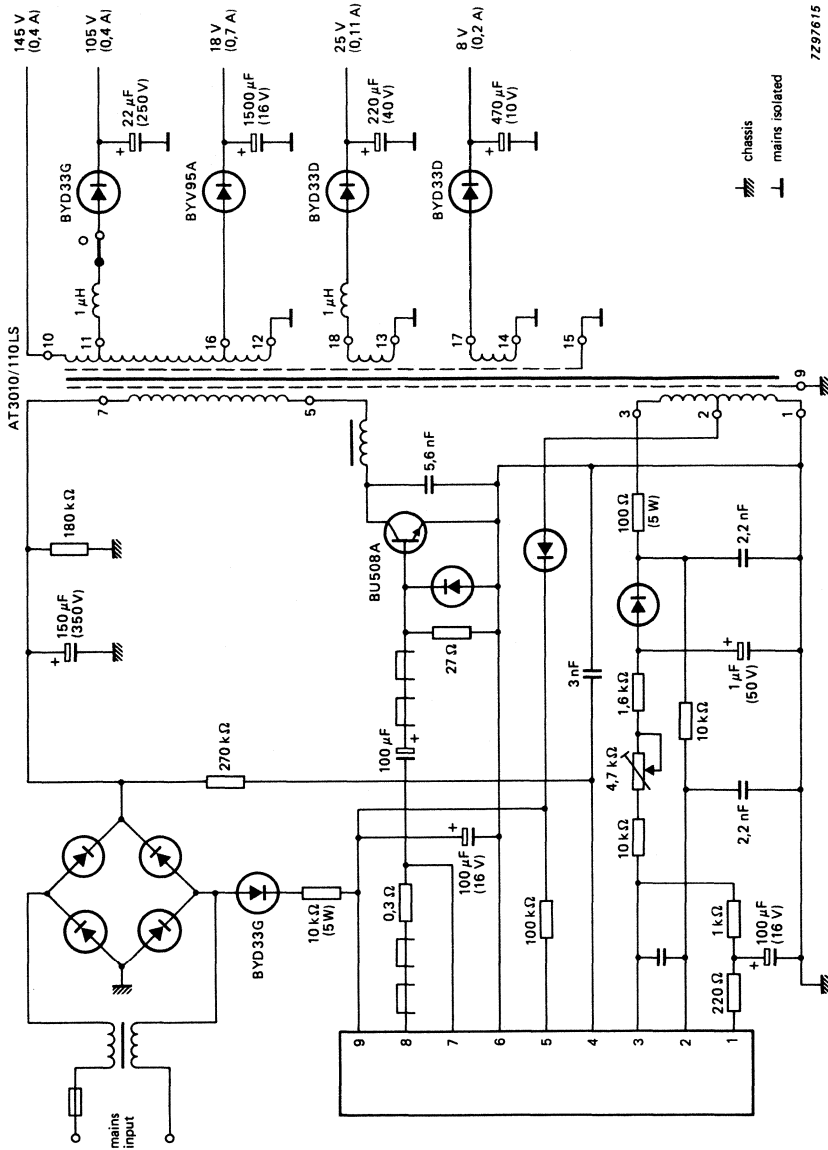 145 V
(0,4 A)
105 V
(0,4 A)
18 V
(0,7 A)
25 V
(0,11 A)
8 V
(0,2 A)
7Z97615
22 µF
(250 V)
1500 µF
(16 V)
220 µF
(40 V)
470 µF
(10 V)
+
+
+
+
chassis
mains isolated
BYD33G
BYV95A
BYD33D
BYD33D
1 µH
1 µH
10
11
16
12
18
13
17
14
15
AT3010/110LS
7
5
3
2
1
9
180 kΩ
5,6 nF
100 Ω
(5 W)
2,2 nF
BU508A
150 µF
(350 V)
+
27 Ω
3 nF
1,6 kΩ
1 µF
(50 V)
+
270 kΩ
100 µF
+
4,7 kΩ
10 kΩ
10 kΩ
2,2 nF
10 kΩ
(5W)
BYD33G
0,3 Ω
100 µF
(16 V)
+
100 kΩ
1 kΩ
220 Ω
100 µF
(16 V)
+
mains
input
9
8
7
6
5
4
3
2
1